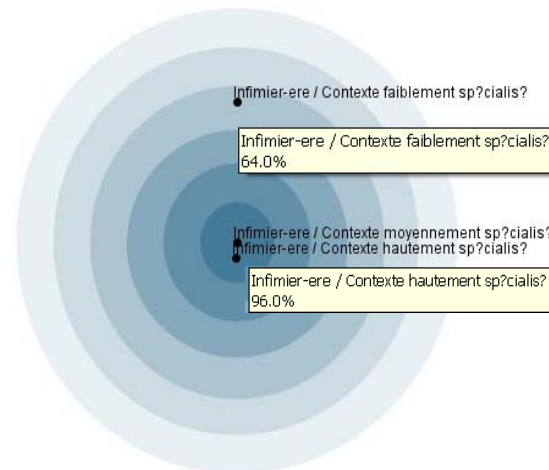 Infimier-ere / Contexte faiblement sp?cialis?
Infimier-ere / Contexte faiblement sp?cialis?
64.0%
Infimier-ere / Contexte moyennement sp?cialis?
Infimier-ere / Contexte hautement sp?cialis?
Infimier-ere / Contexte hautement sp?cialis?
96.0%